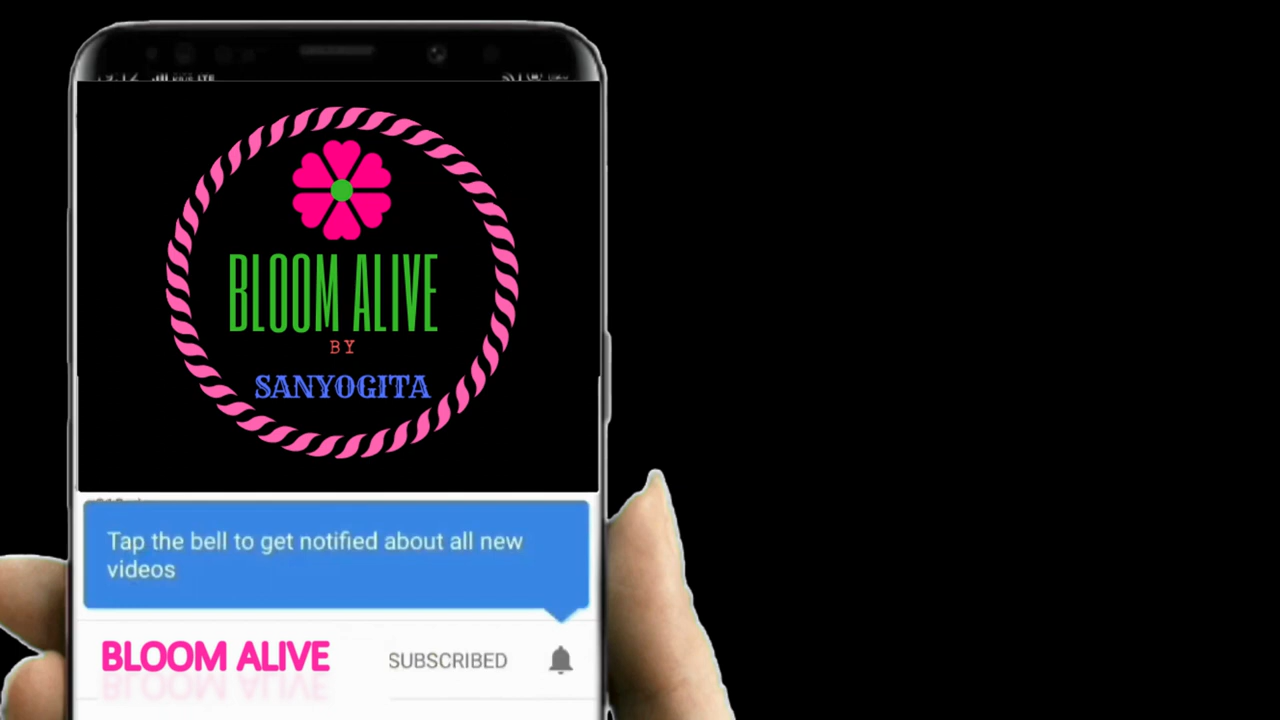 BLOOM ALIVE
BY
SANYOGITA
Tap the bell to get notified about all new
videos
BLOOM ALIVE
SUBSCRIBED